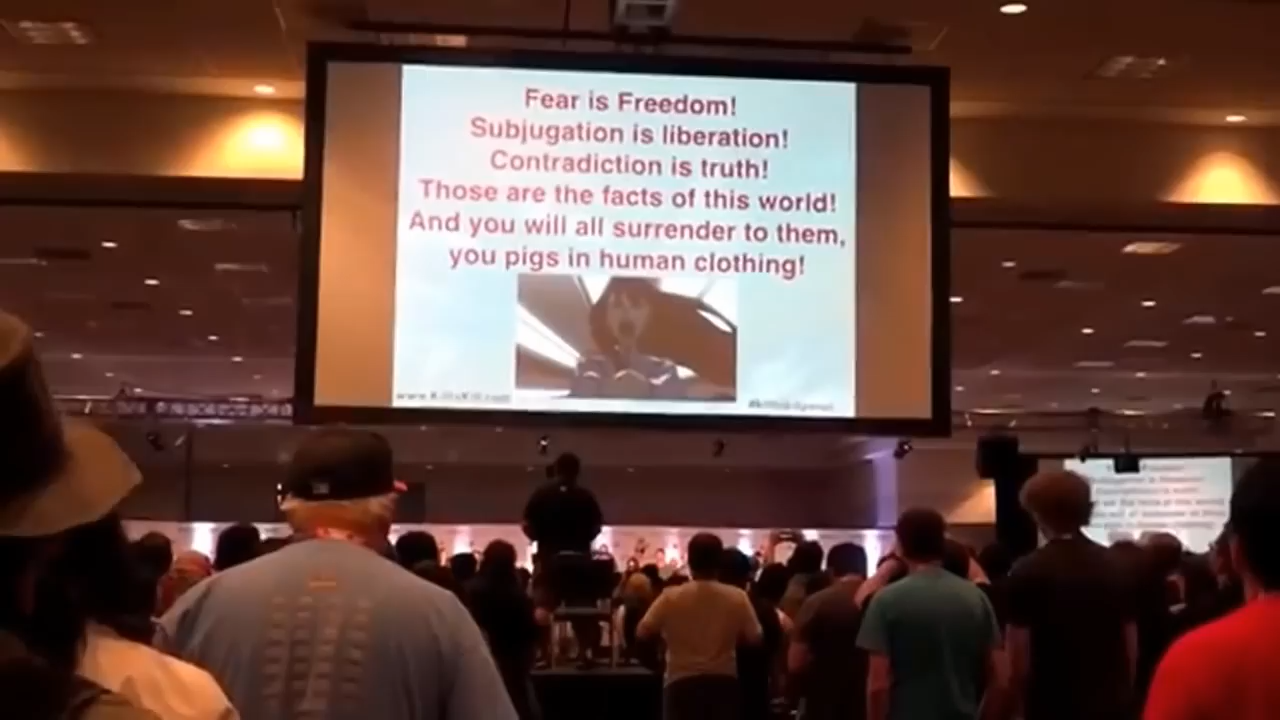 Fear is Freedom!
Subjugation is liberation!
Contradiction is truth!
Those are the facts of this world!
And you will all surrender to them,
you pigs in human clothing!